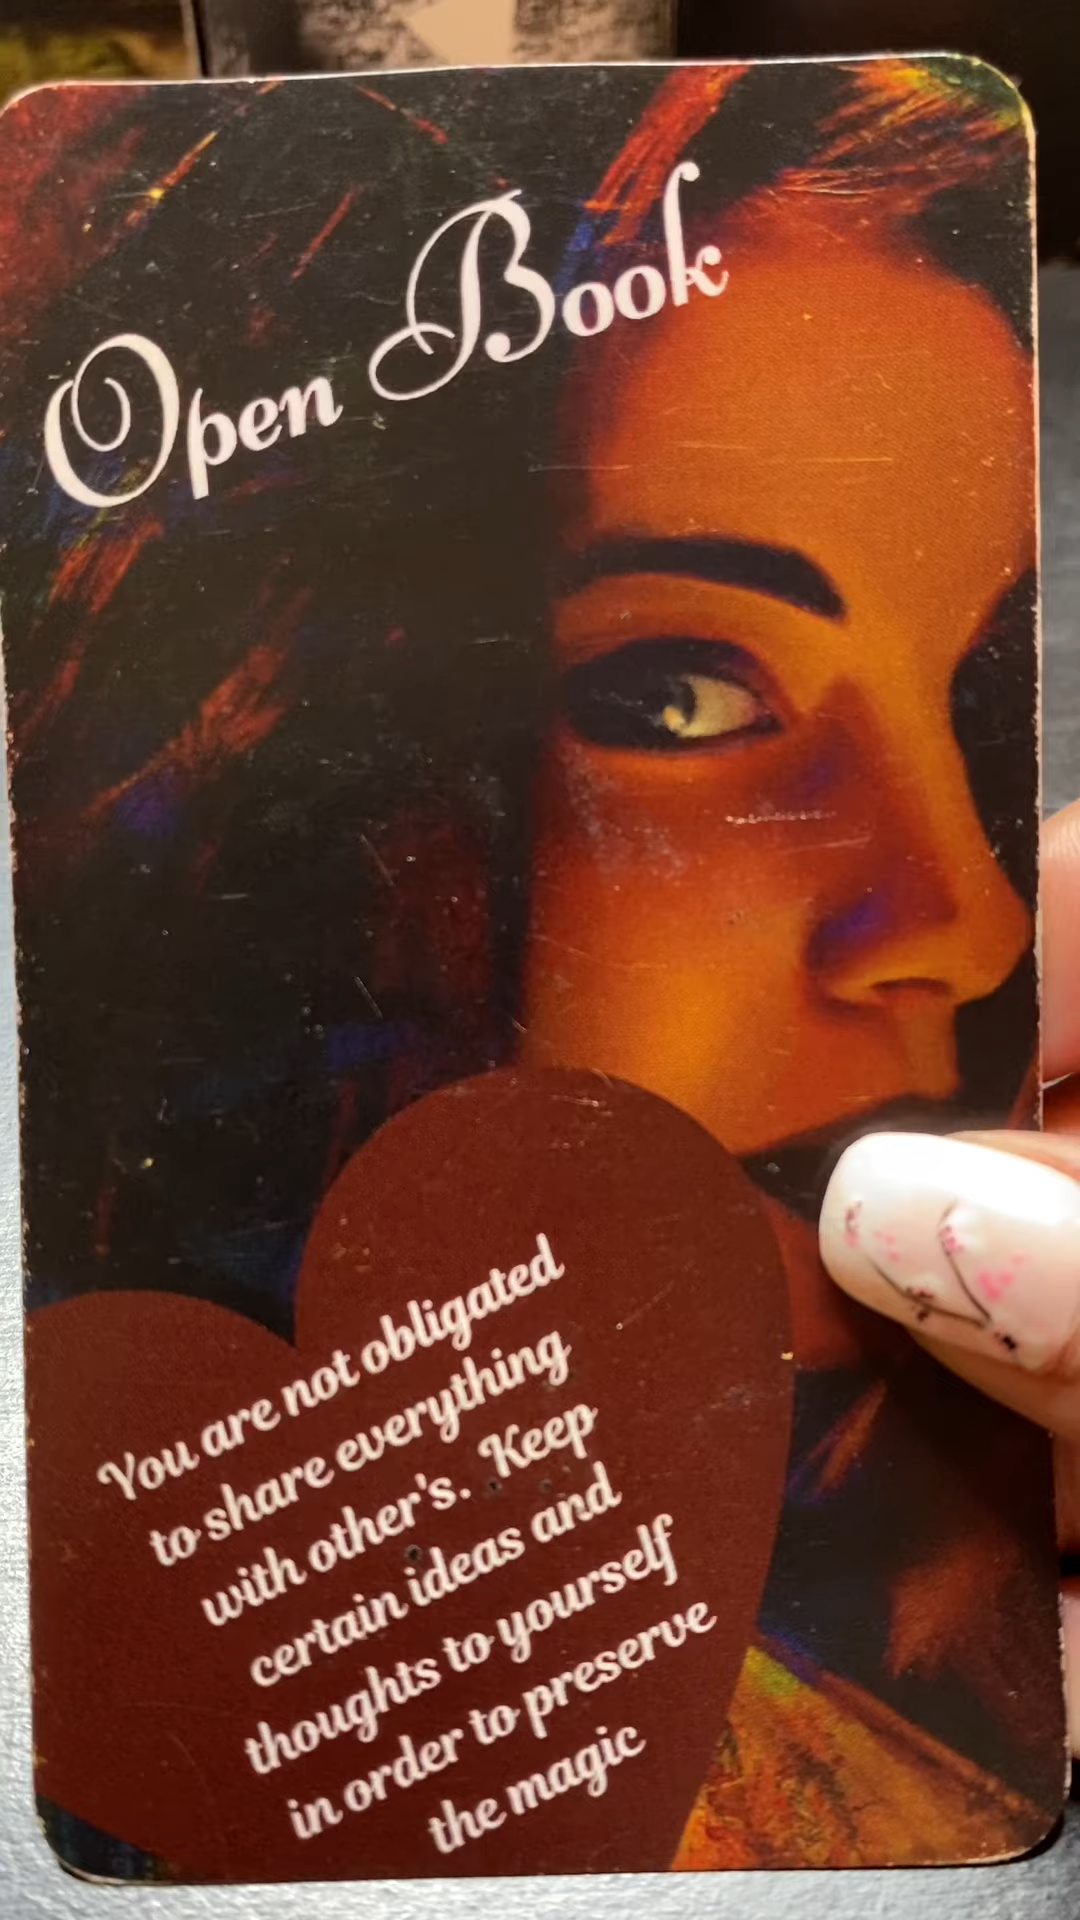 Open Book
You are not obligated
to share everything
with other's. Keep
certain ideas and
thoughts to yourself
in order to preserve
the magic